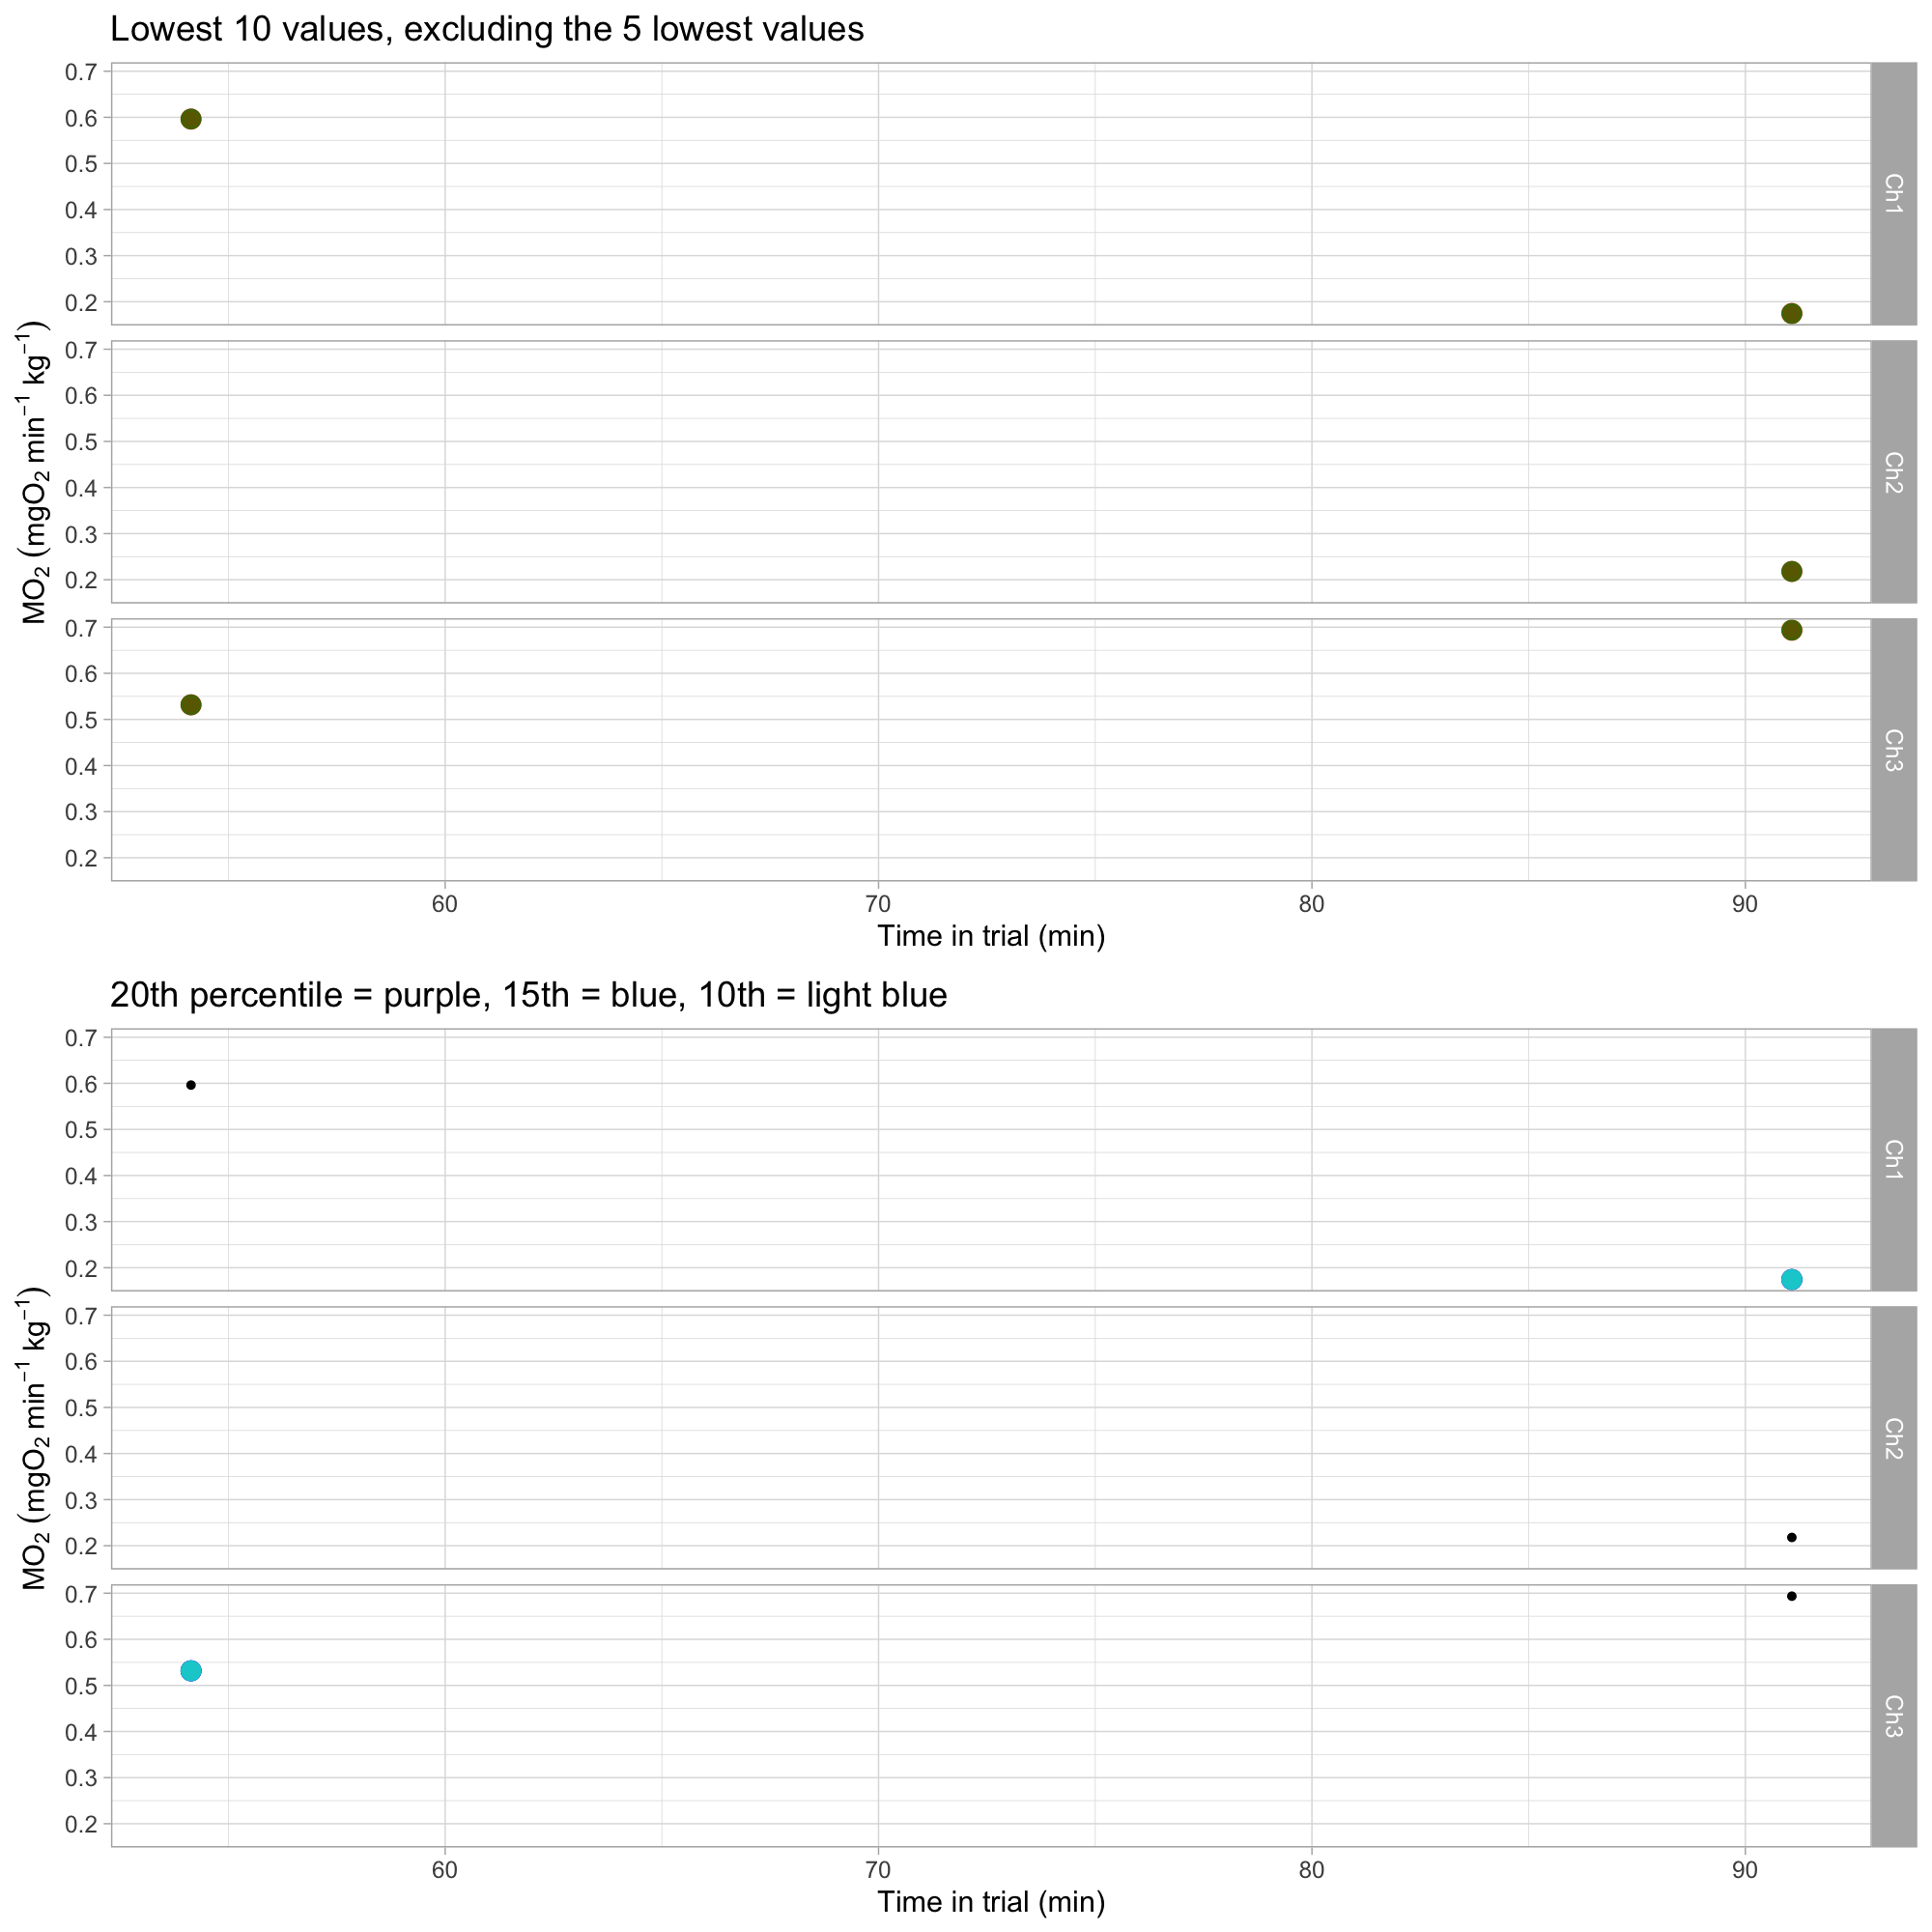 Lowest 10 values, excluding the 5 lowest values
0.7
0.6
0.5
0.4
0.3
0.2
Ch1
0.7
0.6
0.5
0.4
0.3
0.2
Ch2
0.7
0.6
0.5
0.4
0.3
0.2
Ch3
MO₂ (mgO₂ min⁻¹ kg⁻¹)
60 70 80 90
Time in trial (min)
20th percentile = purple, 15th = blue, 10th = light blue
0.7
0.6
0.5
0.4
0.3
0.2
Ch1
0.7
0.6
0.5
0.4
0.3
0.2
Ch2
0.7
0.6
0.5
0.4
0.3
0.2
Ch3
MO₂ (mgO₂ min⁻¹ kg⁻¹)
60 70 80 90
Time in trial (min)